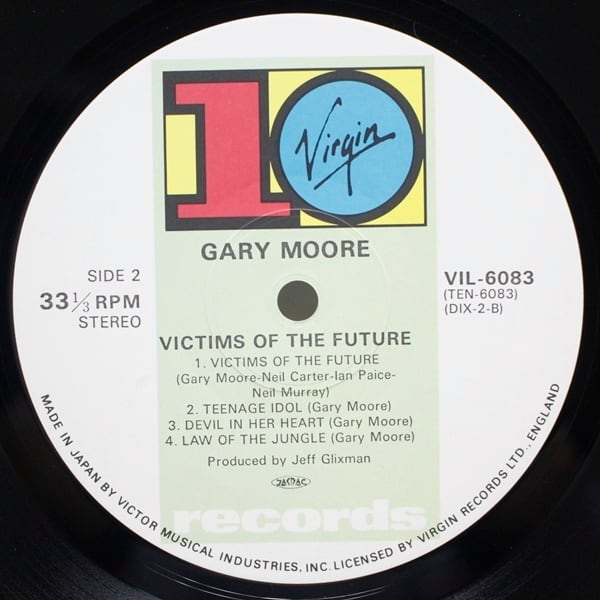 10
Virgin
GARY MOORE
SIDE 2
33 1/3 RPM
STEREO
VIL-6083
(TEN-6083)
(DIX-2-B)
VICTIMS OF THE FUTURE
1. VICTIMS OF THE FUTURE
(Gary Moore-Neil Carter-Ian Paice-
Neil Murray)
2. TEENAGE IDOL (Gary Moore)
3. DEVIL IN HER HEART (Gary Moore)
4. LAW OF THE JUNGLE (Gary Moore)
Produced by Jeff Glixman
JASRAC
records
MADE IN JAPAN BY VICTOR MUSICAL INDUSTRIES, INC. LICENSED BY VIRGIN RECORDS LTD., ENGLAND